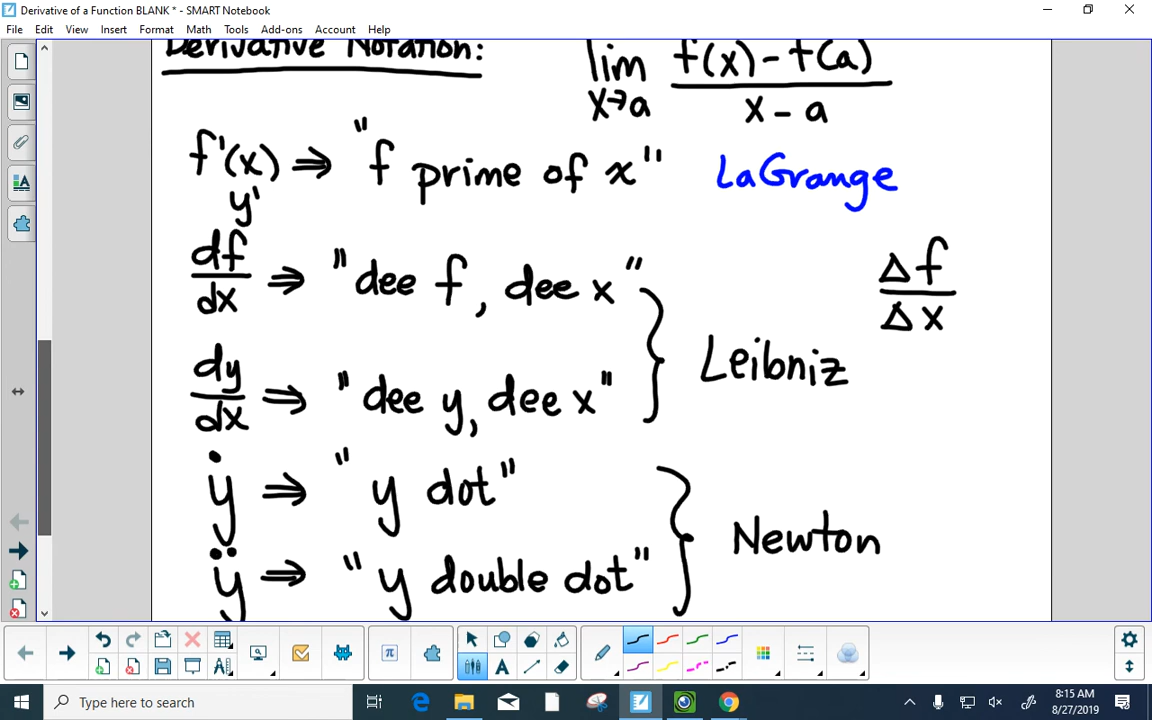 Derivative of a Function BLANK * - SMART Notebook
File Edit View Insert Format Math Tools Add-ons Account Help
Derivative Notation:
lim x→a f(x) - f(a) / x - a
f'(x) ⇒ "f prime of x" LaGrange
y'
df/dx ⇒ "dee f, dee x"
Δf/Δx
Leibniz
dy/dx ⇒ "dee y, dee x"
ẏ ⇒ "y dot"
Newton
ÿ ⇒ "y double dot"
Type here to search
8:15 AM
8/27/2019